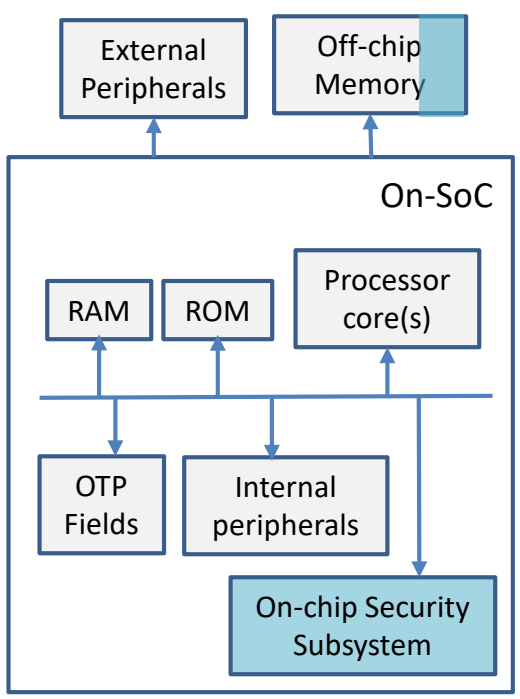 External
Peripherals
Off-chip
Memory
On-SoC
RAM
ROM
Processor
core(s)
OTP
Fields
Internal
peripherals
On-chip Security
Subsystem